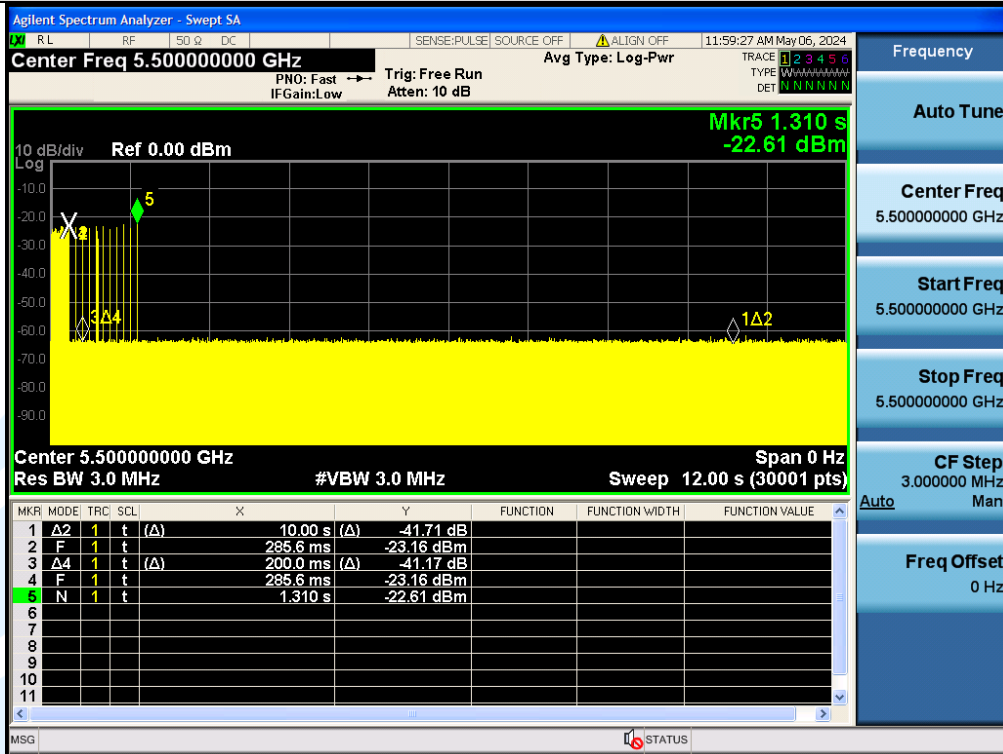 Agilent Spectrum Analyzer - Swept SA
LXI RL RF 50 Ω DC SENSE:PULSE SOURCE OFF ALIGN OFF 11:59:27 AM May 06, 2024
Center Freq 5.500000000 GHz
PNO: Fast
IFGain:Low
Trig: Free Run
Atten: 10 dB
Avg Type: Log-Pwr
TRACE 1 2 3 4 5 6
TYPE WWWWWW
DET N N N N N N
Mkr5 1.310 s
-22.61 dBm
10 dB/div Ref 0.00 dBm
Log
-10.0
-20.0
-30.0
-40.0
-50.0
-60.0
-70.0
-80.0
-90.0
5
3Δ4
1Δ2
Center 5.500000000 GHz Span 0 Hz
Res BW 3.0 MHz #VBW 3.0 MHz Sweep 12.00 s (30001 pts)
MKR MODE TRC SCL X Y FUNCTION FUNCTION WIDTH FUNCTION VALUE
1 Δ2 1 t (Δ) 10.00 s (Δ) -41.71 dB
2 F 1 t 285.6 ms -23.16 dBm
3 Δ4 1 t (Δ) 200.0 ms (Δ) -41.17 dB
4 F 1 t 285.6 ms -23.16 dBm
5 N 1 t 1.310 s -22.61 dBm
6
7
8
9
10
11
MSG STATUS
Frequency
Auto Tune
Center Freq
5.500000000 GHz
Start Freq
5.500000000 GHz
Stop Freq
5.500000000 GHz
CF Step
3.000000 MHz
Auto Man
Freq Offset
0 Hz